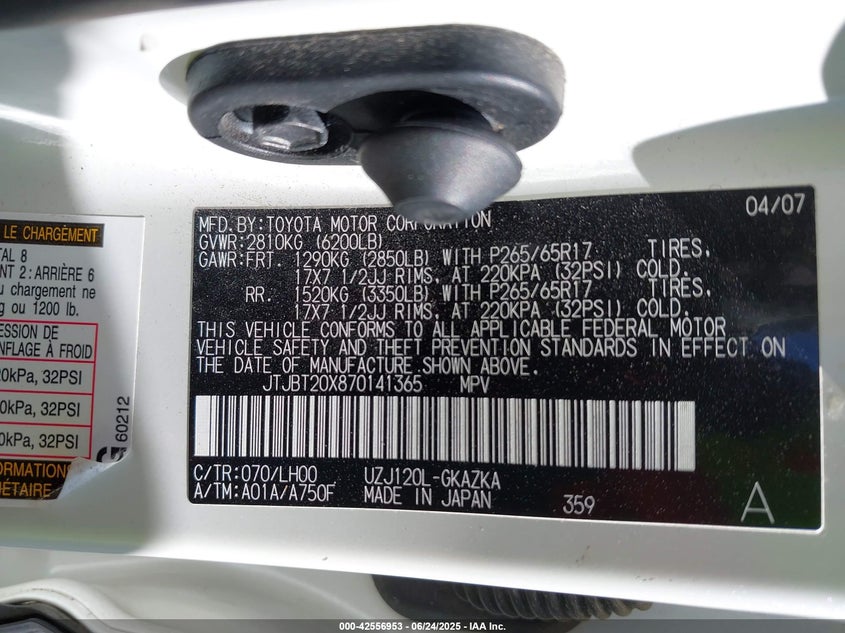 LE CHARGEMENT
TAL 8
NT 2 : ARRIÈRE 6
u chargement ne
g ou 1200 lb.
ESSION DE
NFLAGE À FROID
20kPa, 32PSI
0kPa, 32PSI
0kPa, 32PSI
60212
IÉTAIRE
04/07
MFD. BY: TOYOTA MOTOR CORPORATION
GVWR: 2810KG (6200LB)
GAWR: FRT. 1290KG (2850LB) WITH P265/65R17 TIRES,
17X7 1/2JJ RIMS, AT 220KPA (32PSI) COLD.
RR. 1520KG (3350LB) WITH P265/65R17 TIRES,
17X7 1/2JJ RIMS, AT 220KPA (32PSI) COLD.
THIS VEHICLE CONFORMS TO ALL APPLICABLE FEDERAL MOTOR
VEHICLE SAFETY AND THEFT PREVENTION STANDARDS IN EFFECT ON
THE DATE OF MANUFACTURE SHOWN ABOVE.
JTJBT20X870141365 MPV
C/TR: 070/LH00 UZJ120L-GKAZKA
A/TM: A01A/A750F MADE IN JAPAN 359
A
000-42556953 - 06/24/2025 - IAA Inc.